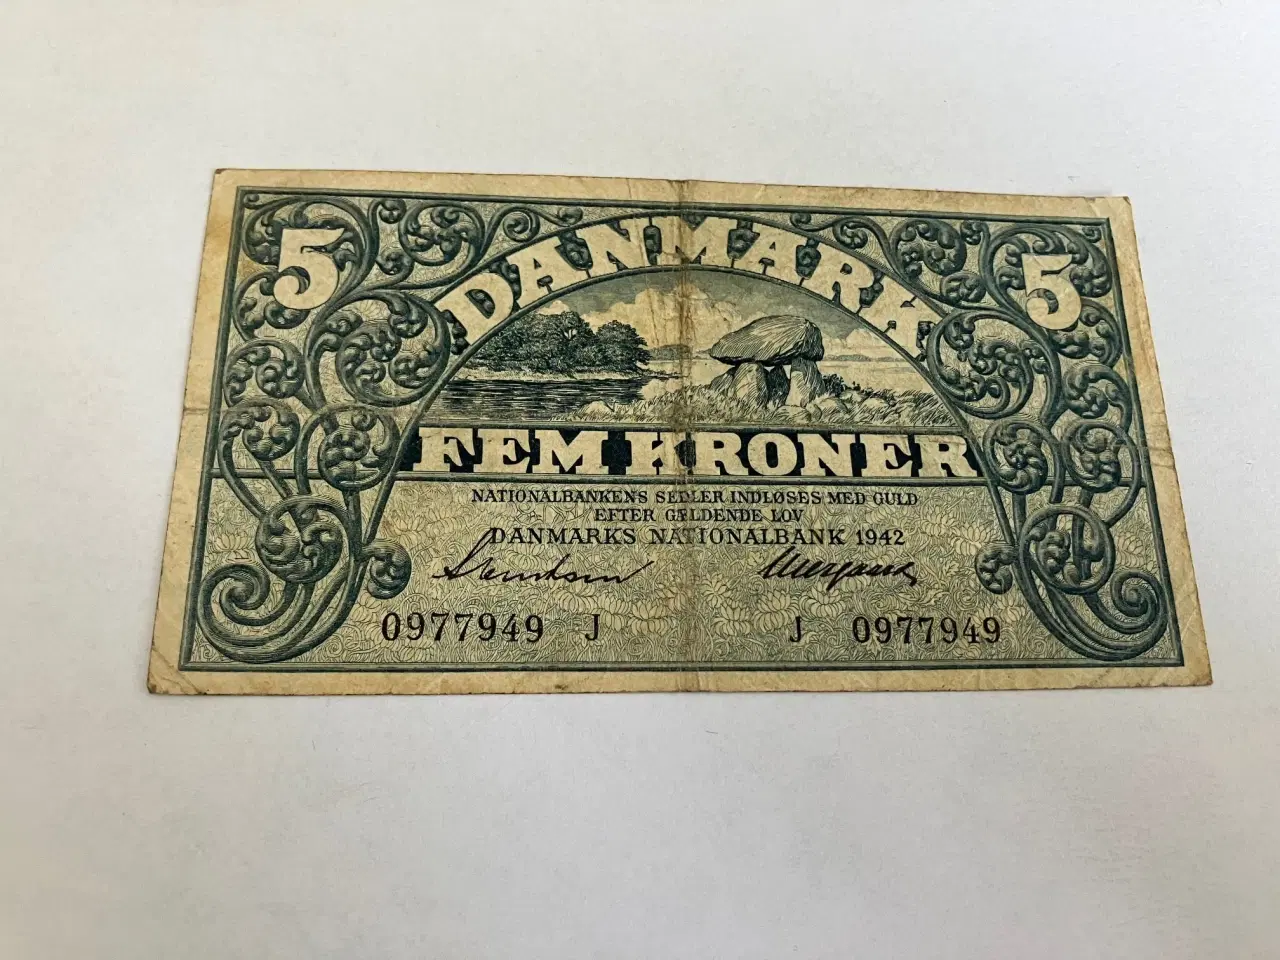 5 DANMARK 5
FEM KRONER
NATIONALBANKENS SEDLER INDLØSES MED GULD
EFTER GÆLDENDE LOV
DANMARKS NATIONALBANK 1942
0977949 J J 0977949